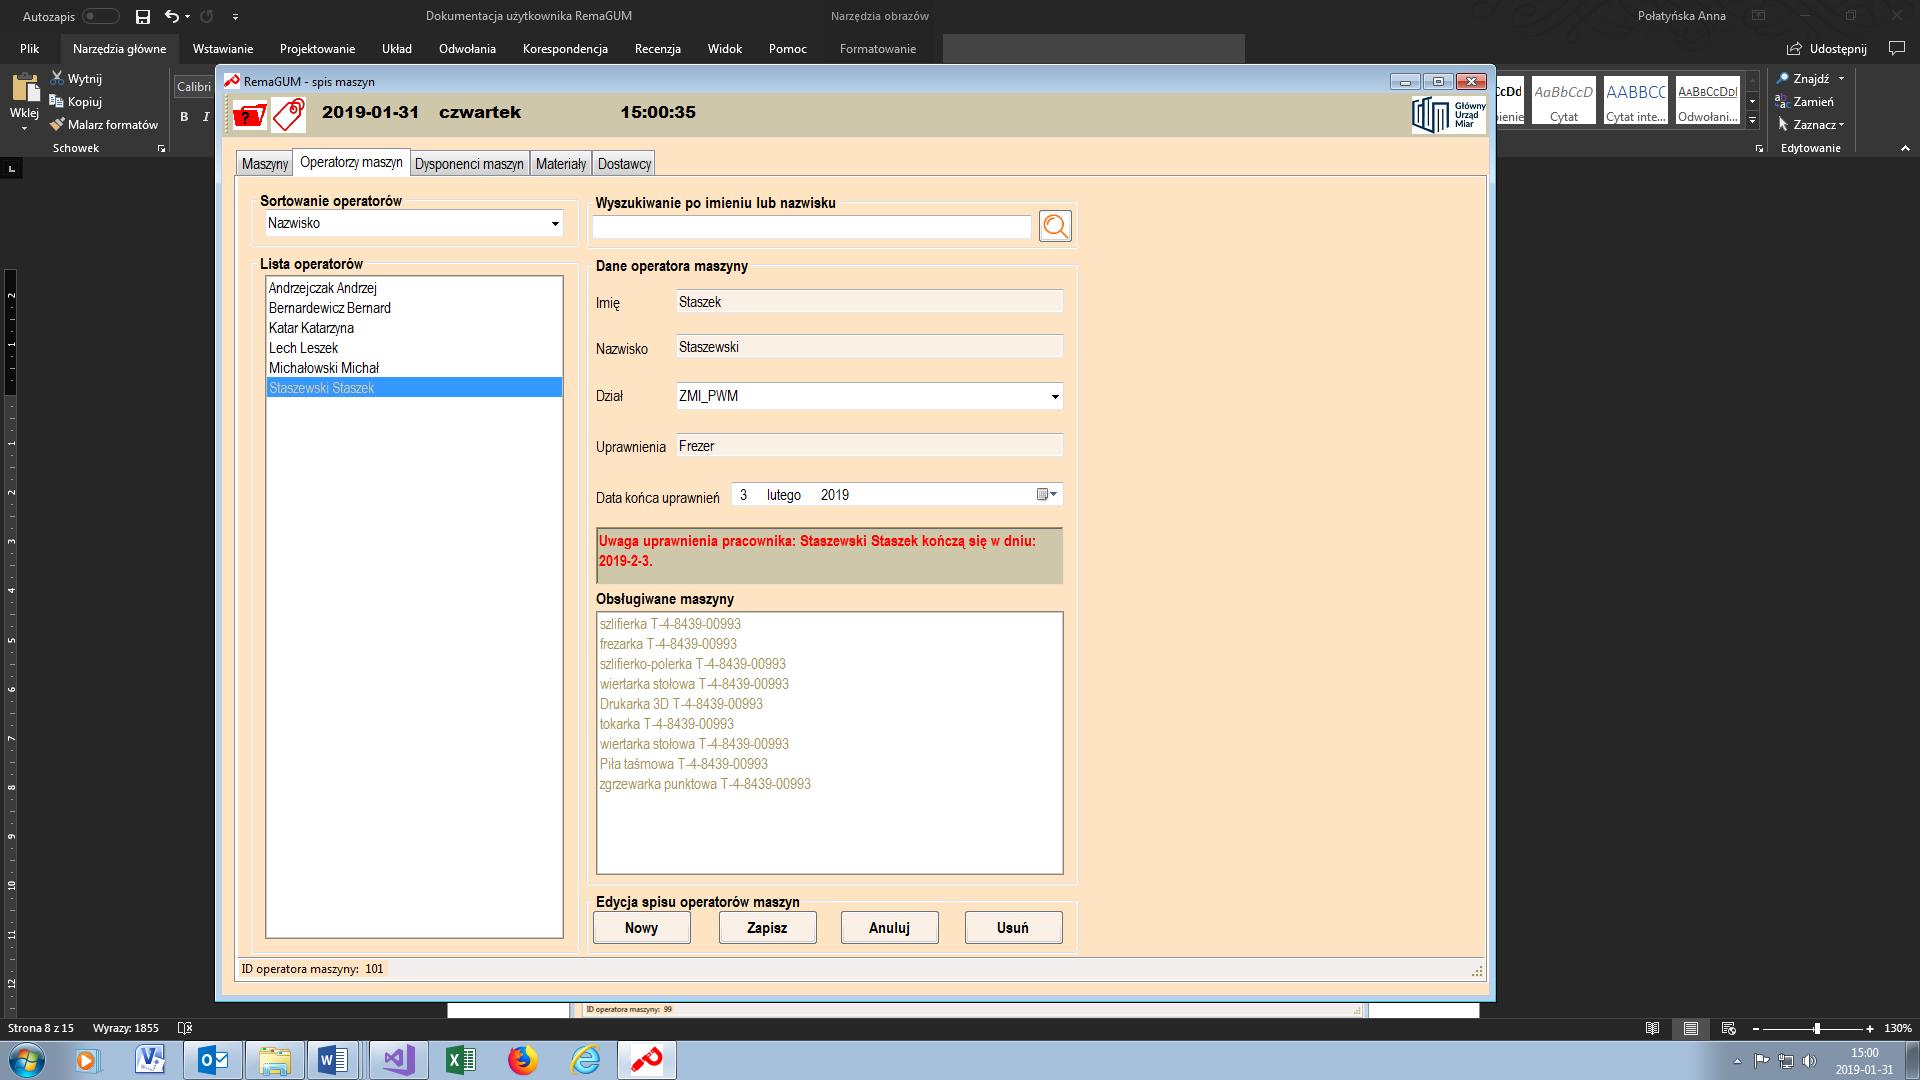 Autozapis
Dokumentacja użytkownika RemaGUM
Narzędzia obrazów
Połatyńska Anna
Plik
Narzędzia główne
Wstawianie
Projektowanie
Układ
Odwołania
Korespondencja
Recenzja
Widok
Pomoc
Formatowanie
Udostępnij
Wklej
Wytnij
Kopiuj
Malarz formatów
Schowek
Calibri
B I
AaBbCcD
Cytat
AABBCC
Cytat inte...
AABBCCDDI
Odwołani...
Znajdź
Zamień
Zaznacz
Edytowanie
RemaGUM - spis maszyn
2019-01-31 czwartek 15:00:35
Główny
Urząd
Miar
Maszyny
Operatorzy maszyn
Dysponenci maszyn
Materiały
Dostawcy
Sortowanie operatorów
Nazwisko
Wyszukiwanie po imieniu lub nazwisku
Lista operatorów
Andrzejczak Andrzej
Bernardewicz Bernard
Katar Katarzyna
Lech Leszek
Michałowski Michał
Staszewski Staszek
Dane operatora maszyny
Imię Staszek
Nazwisko Staszewski
Dział ZMI_PWM
Uprawnienia Frezer
Data końca uprawnień 3 lutego 2019
Uwaga uprawnienia pracownika: Staszewski Staszek kończą się w dniu:
2019-2-3.
Obsługiwane maszyny
szlifierka T-4-8439-00993
frezarka T-4-8439-00993
szlifierko-polerka T-4-8439-00993
wiertarka stołowa T-4-8439-00993
Drukarka 3D T-4-8439-00993
tokarka T-4-8439-00993
wiertarka stołowa T-4-8439-00993
Piła taśmowa T-4-8439-00993
zgrzewarka punktowa T-4-8439-00993
Edycja spisu operatorów maszyn
Nowy
Zapisz
Anuluj
Usuń
ID operatora maszyny: 101
ID operatora maszyny: 99
Strona 8 z 15
Wyrazy: 1855
130%
15:00
2019-01-31